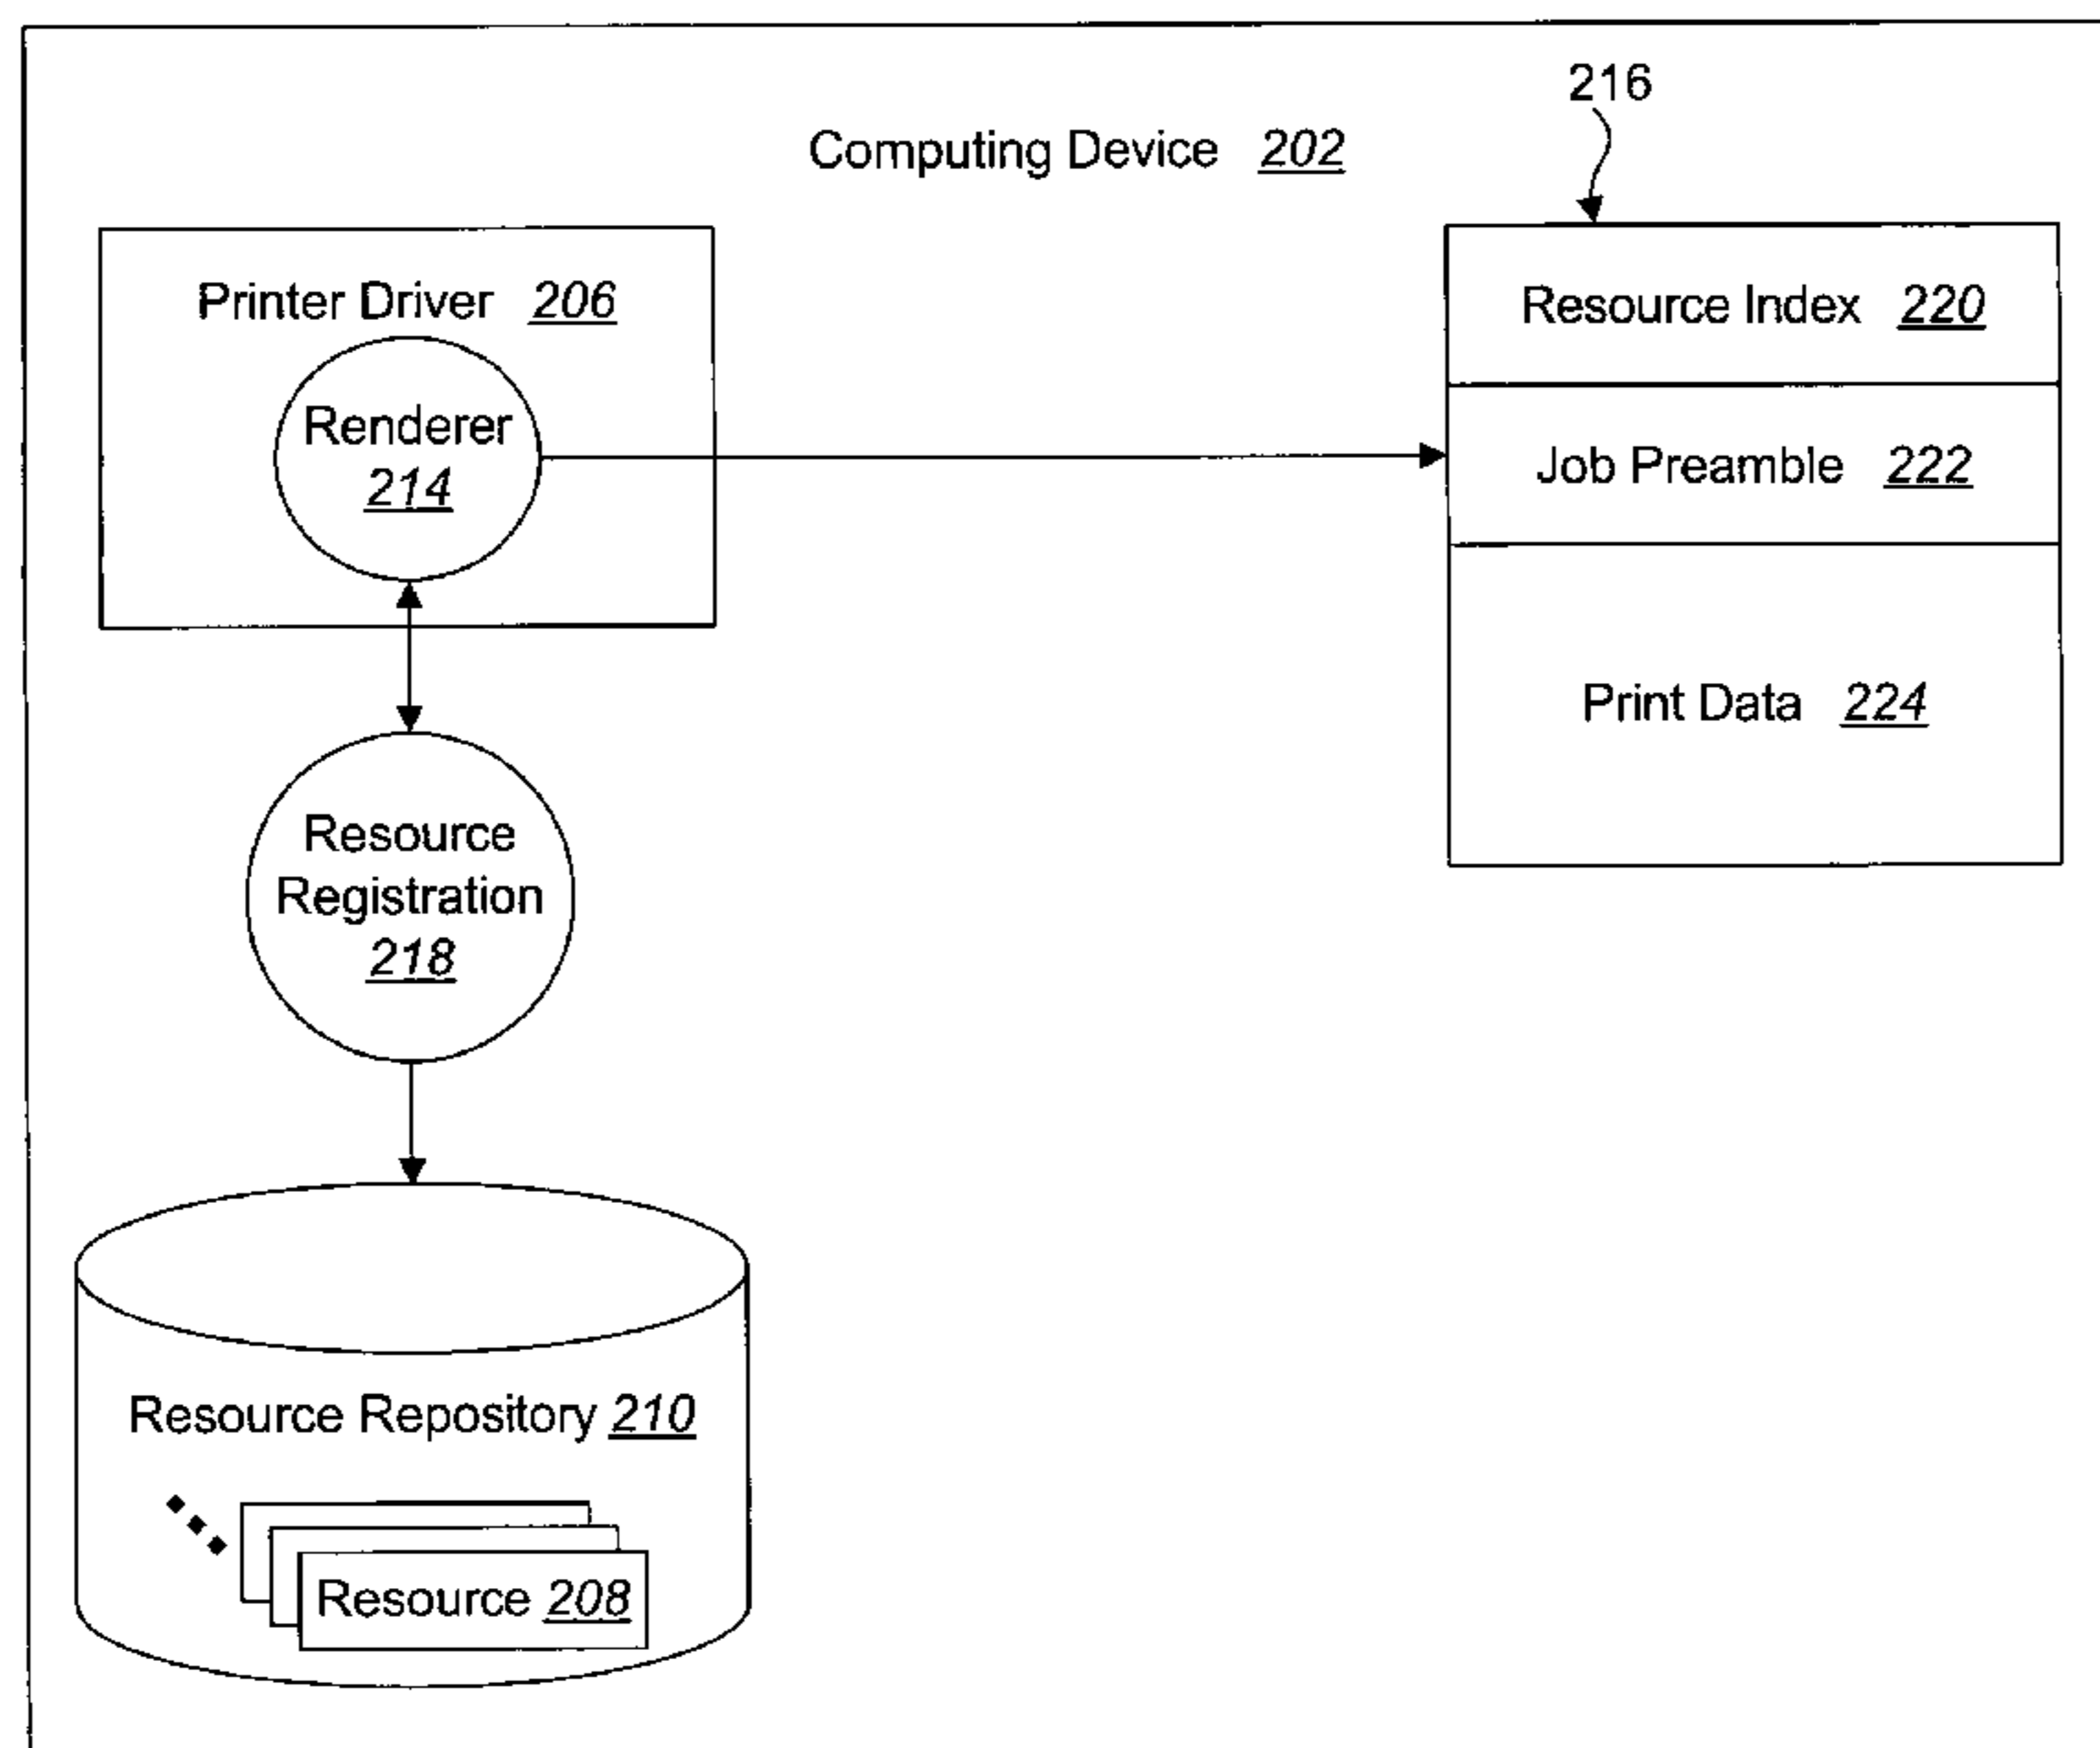 216
Computing Device 202
Printer Driver 206
Renderer
214
Resource Index 220
Job Preamble 222
Print Data 224
Resource
Registration
218
Resource Repository 210
Resource 208